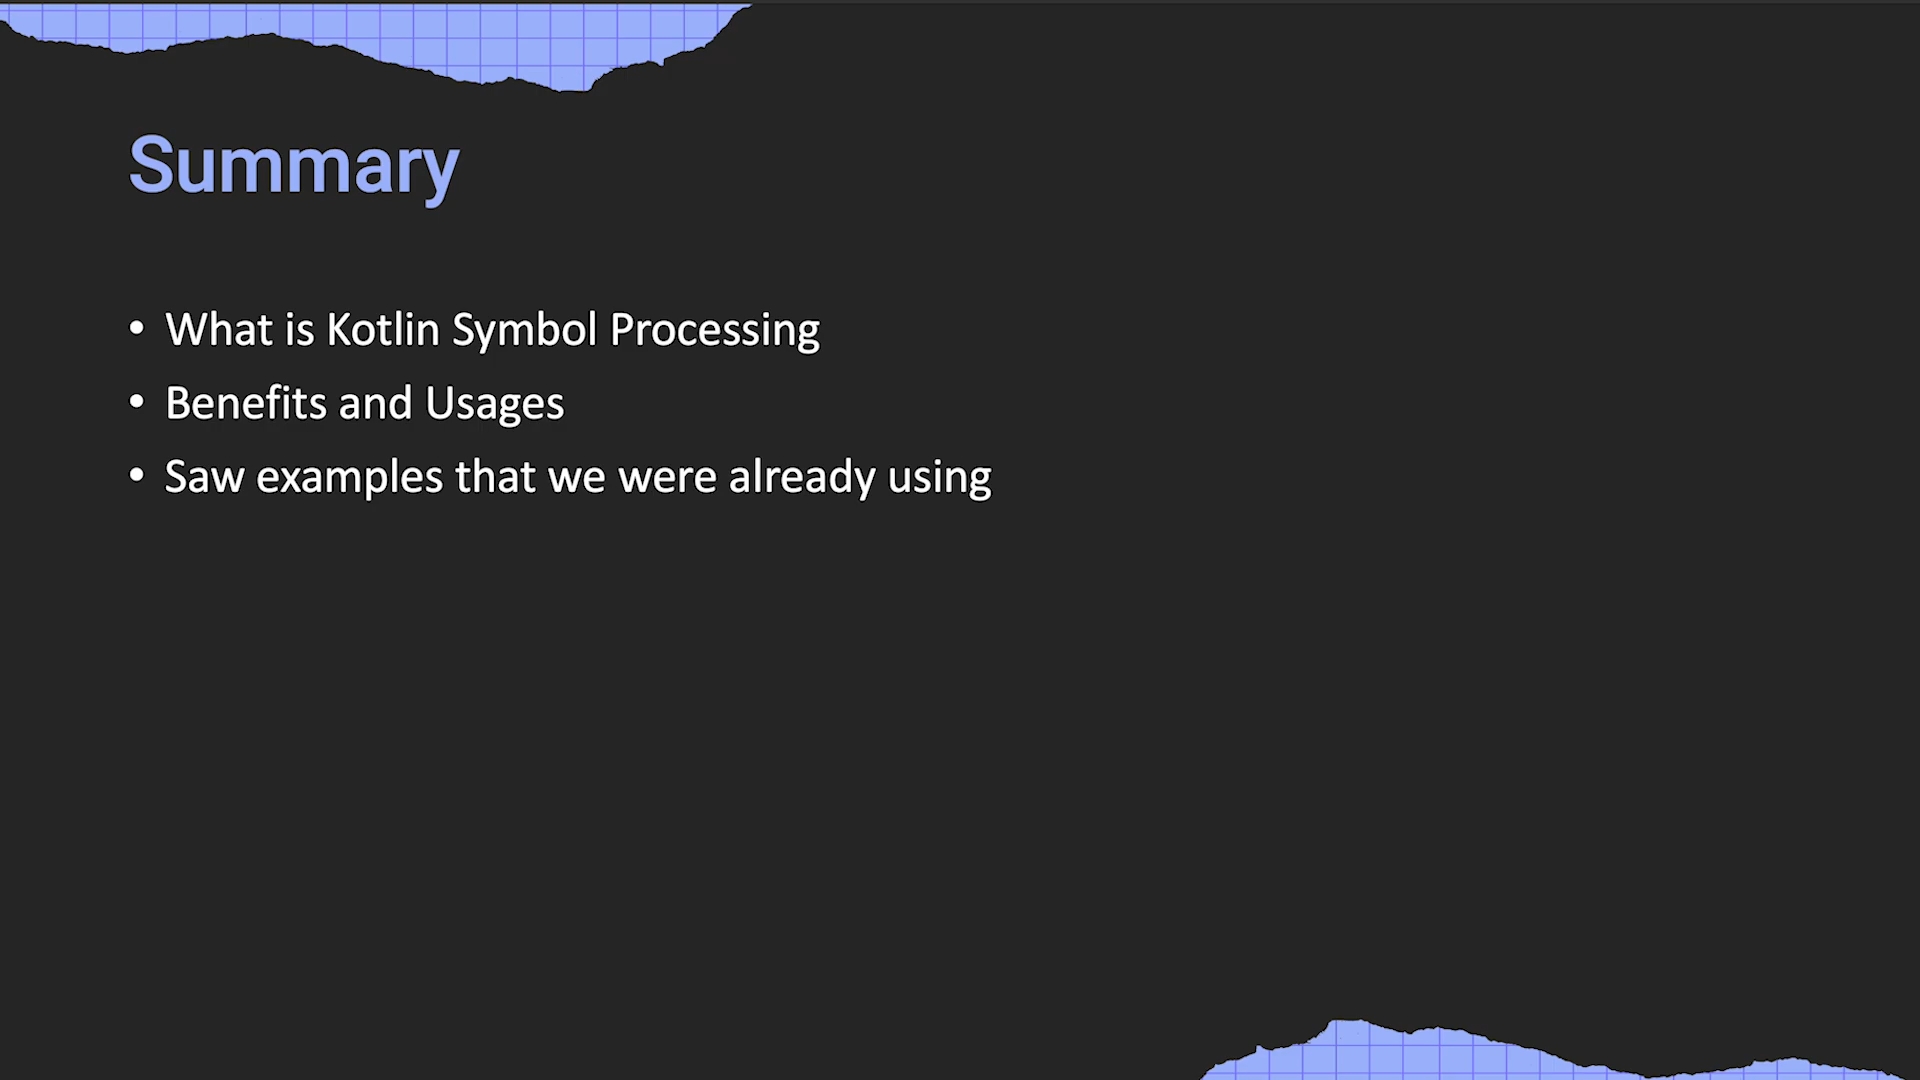 Summary
• What is Kotlin Symbol Processing
• Benefits and Usages
• Saw examples that we were already using